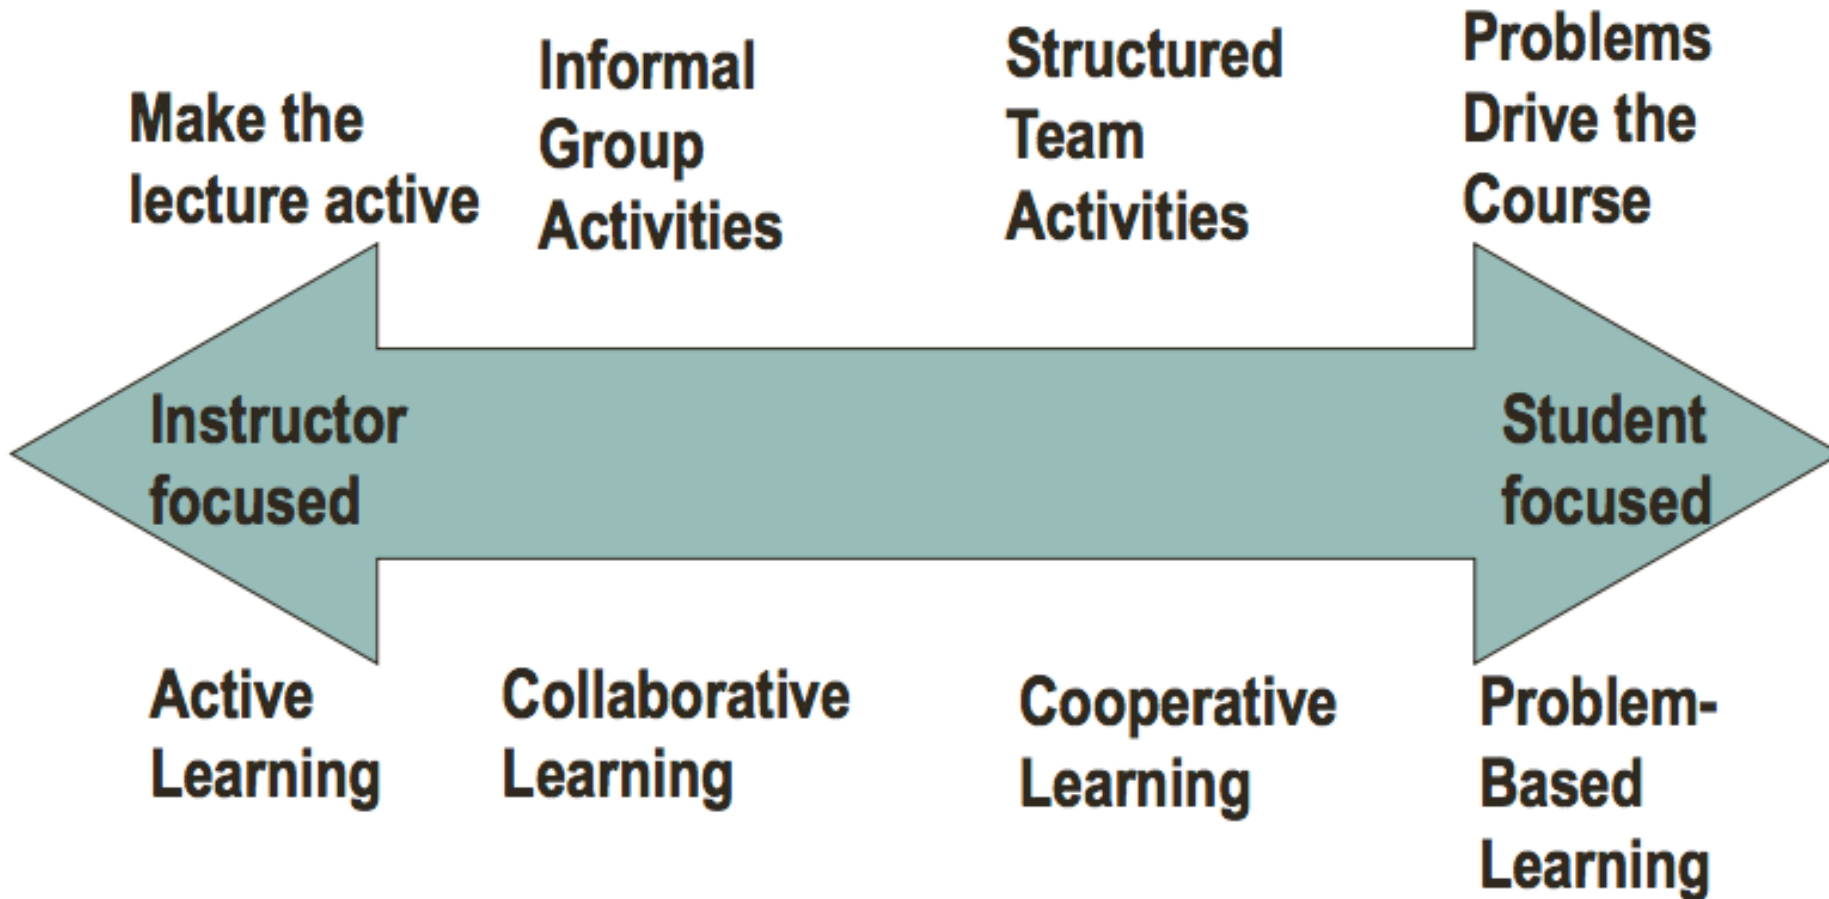 Make the
lecture active
Informal
Group
Activities
Structured
Team
Activities
Problems
Drive the
Course
Instructor
focused
Student
focused
Active
Learning
Collaborative
Learning
Cooperative
Learning
Problem-
Based
Learning